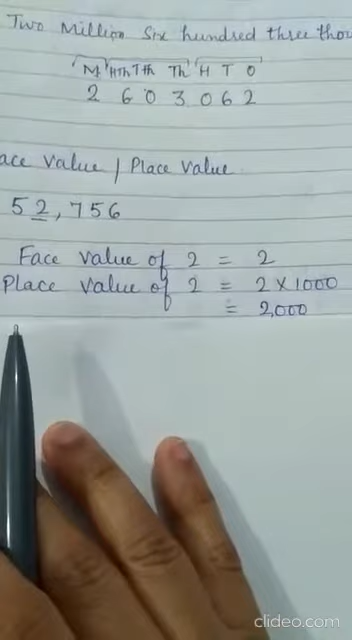 Two Million Six hundred three thou
M HTh TTh Th H T O
2 6 0 3 0 6 2
ace Value / Place Value
52,756
Face Value of 2 = 2
Place Value of 2 = 2 × 1000
= 2,000
clideo.com